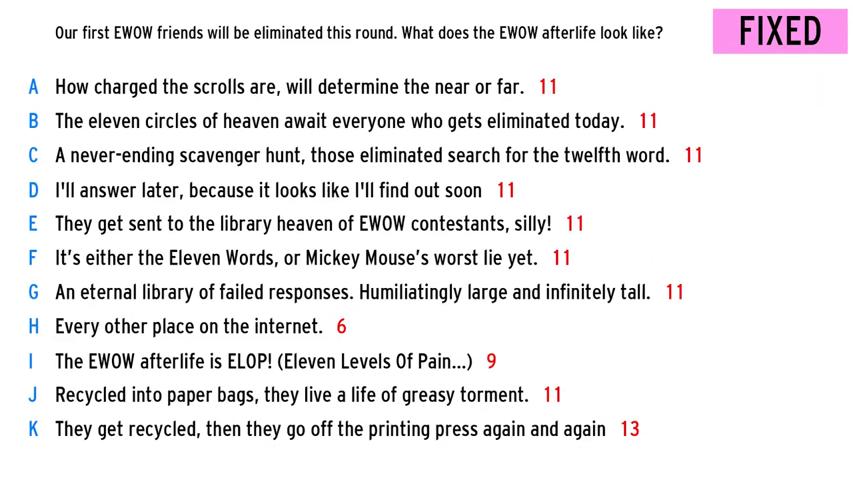 Our first EWOW friends will be eliminated this round. What does the EWOW afterlife look like?
FIXED
A How charged the scrolls are, will determine the near or far. 11
B The eleven circles of heaven await everyone who gets eliminated today. 11
C A never-ending scavenger hunt, those eliminated search for the twelfth word. 11
D I'll answer later, because it looks like I'll find out soon 11
E They get sent to the library heaven of EWOW contestants, silly! 11
F It’s either the Eleven Words, or Mickey Mouse’s worst lie yet. 11
G An eternal library of failed responses. Humiliatingly large and infinitely tall. 11
H Every other place on the internet. 6
I The EWOW afterlife is ELOP! (Eleven Levels Of Pain...) 9
J Recycled into paper bags, they live a life of greasy torment. 11
K They get recycled, then they go off the printing press again and again 13